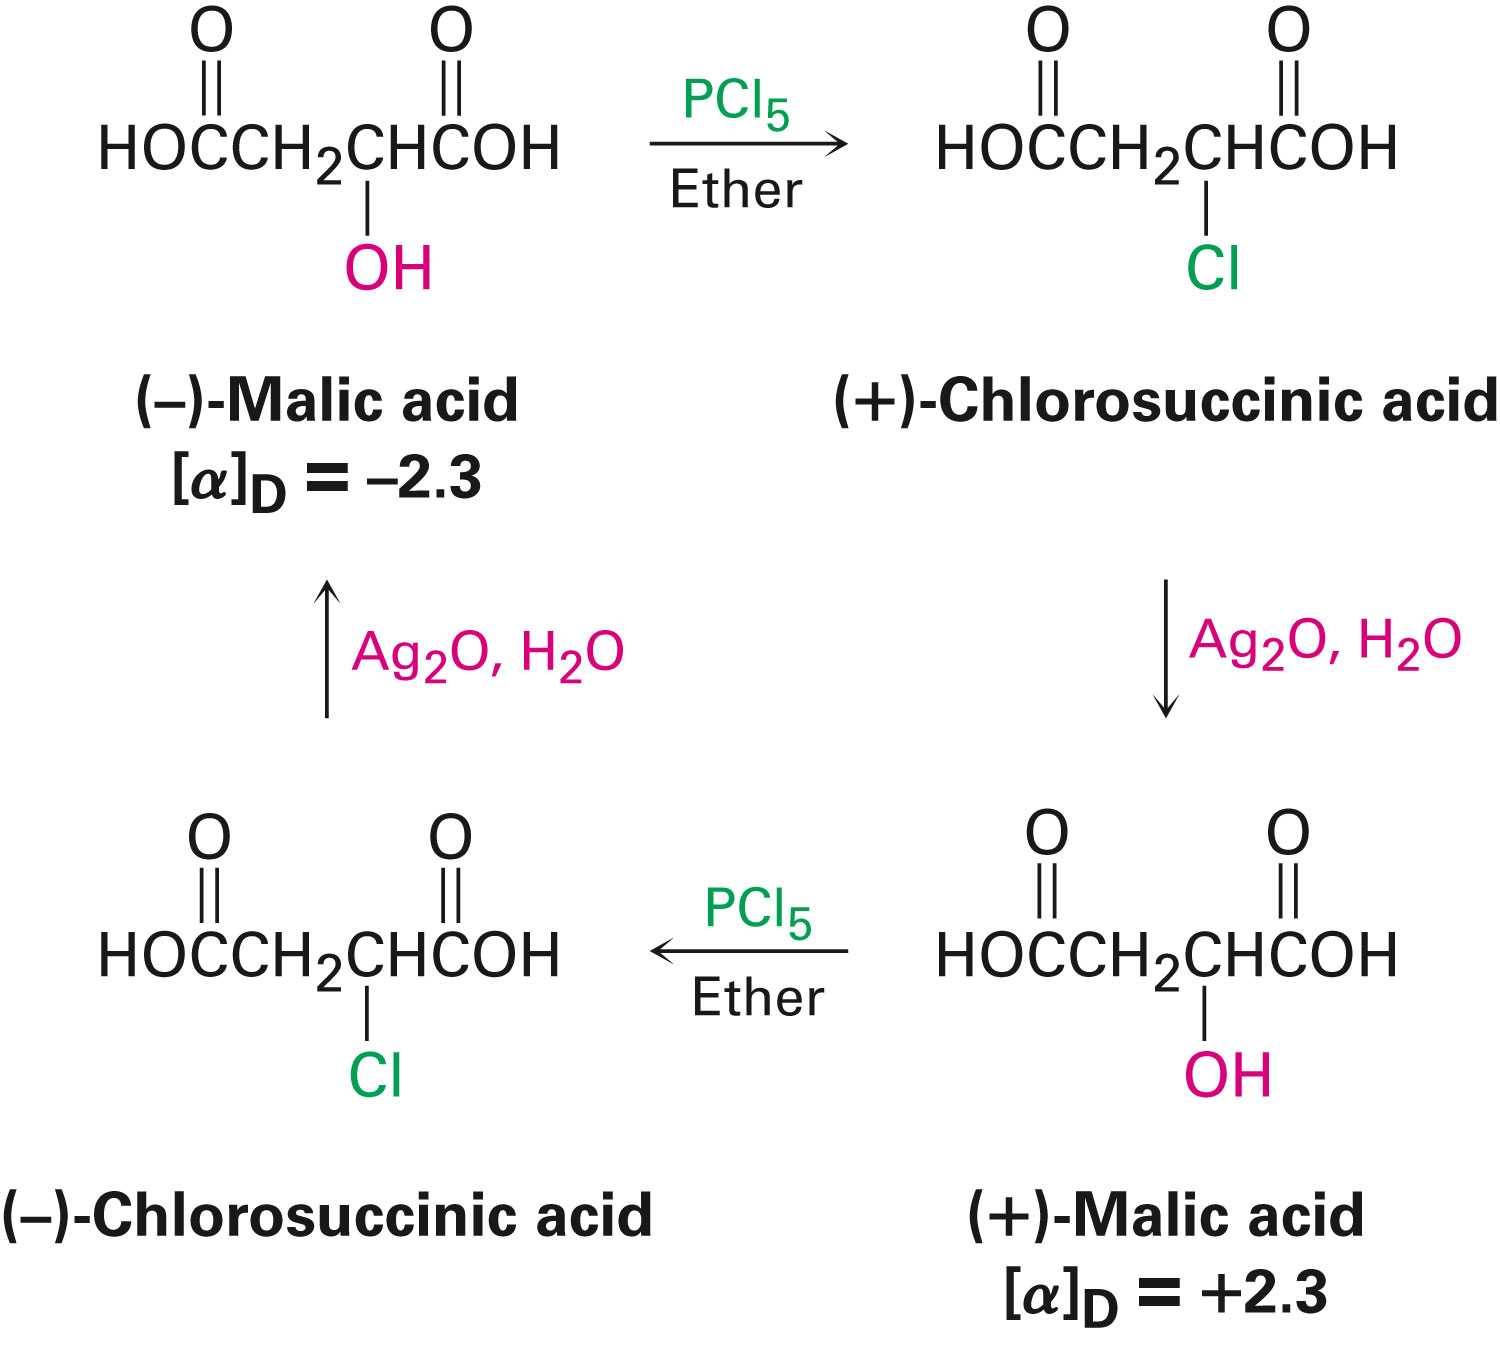 O O PCl5 O O
HOCCH2CHCOH Ether HOCCH2CHCOH
OH Cl
(–)-Malic acid (+)-Chlorosuccinic acid
[α]D = –2.3
Ag2O, H2O Ag2O, H2O
O O PCl5 O O
HOCCH2CHCOH Ether HOCCH2CHCOH
Cl OH
(–)-Chlorosuccinic acid (+)-Malic acid
[α]D = +2.3